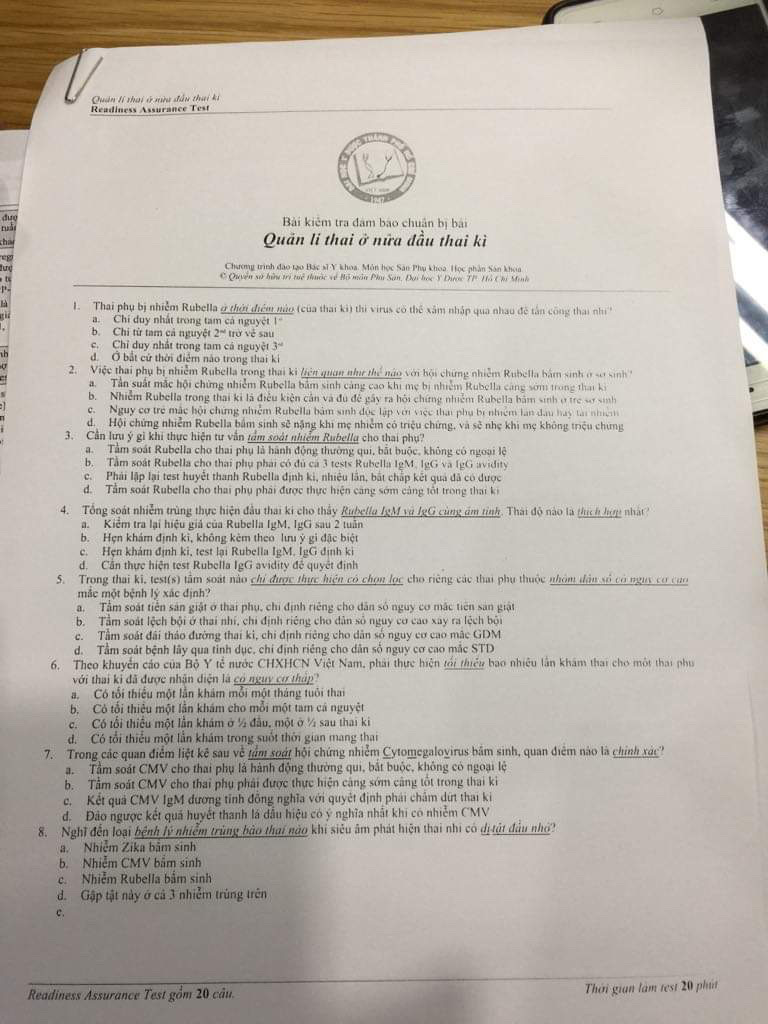 Quản lí thai ở nửa đầu thai kì
Readiness Assurance Test
ĐẠI HỌC Y DƯỢC THÀNH PHỐ HỒ CHÍ MINH
VIỆT NAM
1947
Bài kiểm tra đảm bảo chuẩn bị bài
Quản lí thai ở nửa đầu thai kì
Chương trình đào tạo Bác sĩ Y khoa. Môn học Sản Phụ khoa. Học phần Sản khoa
© Quyền sở hữu trí tuệ thuộc về Bộ môn Phụ Sản, Đại học Y Dược TP. Hồ Chí Minh
1. Thai phụ bị nhiễm Rubella ở thời điểm nào (của thai kì) thì virus có thể xâm nhập qua nhau để tấn công thai nhi?
a. Chỉ duy nhất trong tam cá nguyệt 1st
b. Chỉ từ tam cá nguyệt 2nd trở về sau
c. Chỉ duy nhất trong tam cá nguyệt 3rd
d. Ở bất cứ thời điểm nào trong thai kì
2. Việc thai phụ bị nhiễm Rubella trong thai kì liên quan như thế nào với hội chứng nhiễm Rubella bẩm sinh ở sơ sinh?
a. Tần suất mắc hội chứng nhiễm Rubella bẩm sinh càng cao khi mẹ bị nhiễm Rubella càng sớm trong thai kì
b. Nhiễm Rubella trong thai kì là điều kiện cần và đủ để gây ra hội chứng nhiễm Rubella bẩm sinh ở trẻ sơ sinh
c. Nguy cơ trẻ mắc hội chứng nhiễm Rubella bẩm sinh độc lập với việc thai phụ bị nhiễm lần đầu hay tái nhiễm
d. Hội chứng nhiễm Rubella bẩm sinh sẽ nặng khi mẹ nhiễm có triệu chứng, và sẽ nhẹ khi mẹ không triệu chứng
3. Cần lưu ý gì khi thực hiện tư vấn tầm soát nhiễm Rubella cho thai phụ?
a. Tầm soát Rubella cho thai phụ là hành động thường qui, bắt buộc, không có ngoại lệ
b. Tầm soát Rubella cho thai phụ phải có đủ cả 3 tests Rubella IgM, IgG và IgG avidity
c. Phải lặp lại test huyết thanh Rubella định kì, nhiều lần, bất chấp kết quả đã có được
d. Tầm soát Rubella cho thai phụ phải được thực hiện càng sớm càng tốt trong thai kì
4. Tổng soát nhiễm trùng thực hiện đầu thai kì cho thấy Rubella IgM và IgG cùng âm tính. Thái độ nào là thích hợp nhất?
a. Kiểm tra lại hiệu giá của Rubella IgM, IgG sau 2 tuần
b. Hẹn khám định kì, không kèm theo lưu ý gì đặc biệt
c. Hẹn khám định kì, test lại Rubella IgM, IgG định kì
d. Cần thực hiện test Rubella IgG avidity để quyết định
5. Trong thai kì, test(s) tầm soát nào chỉ được thực hiện có chọn lọc cho riêng các thai phụ thuộc nhóm dân số có nguy cơ cao
mắc một bệnh lý xác định?
a. Tầm soát tiền sản giật ở thai phụ, chỉ định riêng cho dân số nguy cơ mắc tiền sản giật
b. Tầm soát lệch bội ở thai nhi, chỉ định riêng cho dân số nguy cơ cao xảy ra lệch bội
c. Tầm soát đái tháo đường thai kì, chỉ định riêng cho dân số nguy cơ cao mắc GDM
d. Tầm soát bệnh lây qua tình dục, chỉ định riêng cho dân số nguy cơ cao mắc STD
6. Theo khuyến cáo của Bộ Y tế nước CHXHCN Việt Nam, phải thực hiện tối thiểu bao nhiêu lần khám thai cho một thai phụ
với thai kì đã được nhận diện là có nguy cơ thấp?
a. Có tối thiểu một lần khám mỗi một tháng tuổi thai
b. Có tối thiểu một lần khám cho mỗi một tam cá nguyệt
c. Có tối thiểu một lần khám ở ½ đầu, một ở ½ sau thai kì
d. Có tối thiểu một lần khám trong suốt thời gian mang thai
7. Trong các quan điểm liệt kê sau về tầm soát hội chứng nhiễm Cytomegalovirus bẩm sinh, quan điểm nào là chính xác?
a. Tầm soát CMV cho thai phụ là hành động thường qui, bắt buộc, không có ngoại lệ
b. Tầm soát CMV cho thai phụ phải được thực hiện càng sớm càng tốt trong thai kì
c. Kết quả CMV IgM dương tính đồng nghĩa với quyết định phải chấm dứt thai kì
d. Đảo ngược kết quả huyết thanh là dấu hiệu có ý nghĩa nhất khi có nhiễm CMV
8. Nghĩ đến loại bệnh lý nhiễm trùng bào thai nào khi siêu âm phát hiện thai nhi có dị tật đầu nhỏ?
a. Nhiễm Zika bẩm sinh
b. Nhiễm CMV bẩm sinh
c. Nhiễm Rubella bẩm sinh
d. Gặp tật này ở cả 3 nhiễm trùng trên
e.
Readiness Assurance Test gồm 20 câu.
Thời gian làm test 20 phút